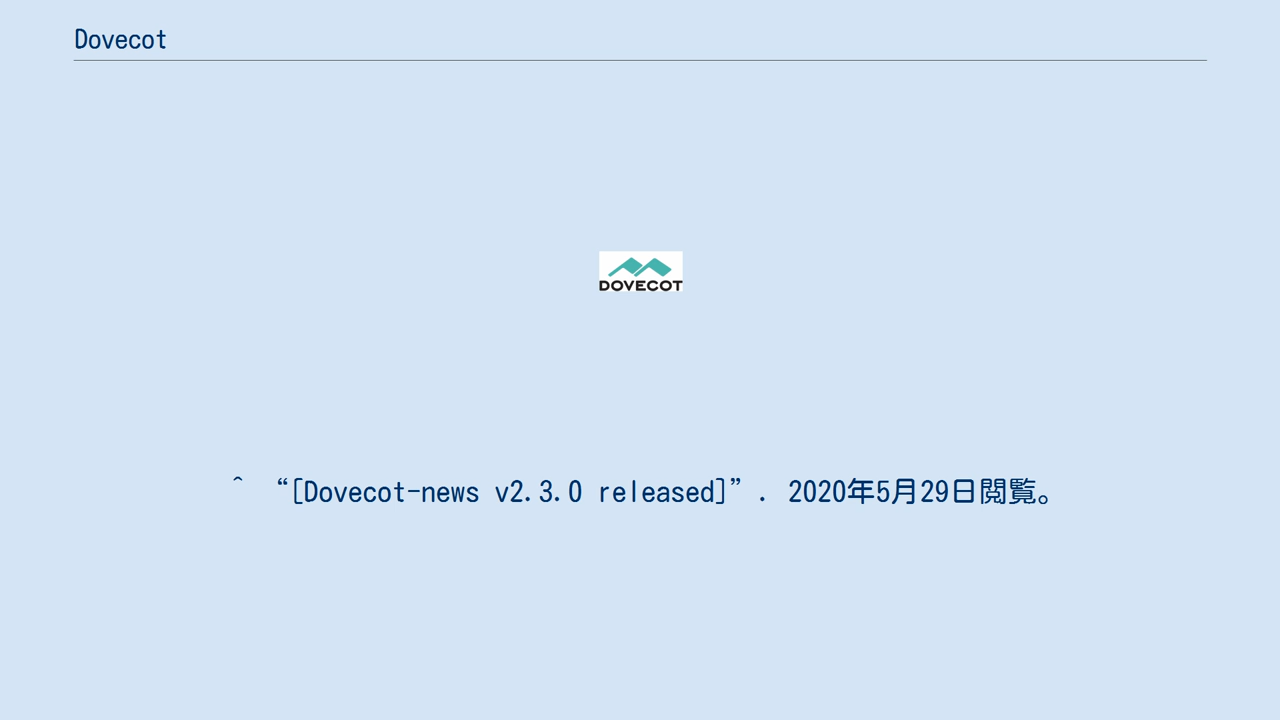 Dovecot
DOVECOT
^ “[Dovecot-news v2.3.0 released]”. 2020年5月29日閲覧。